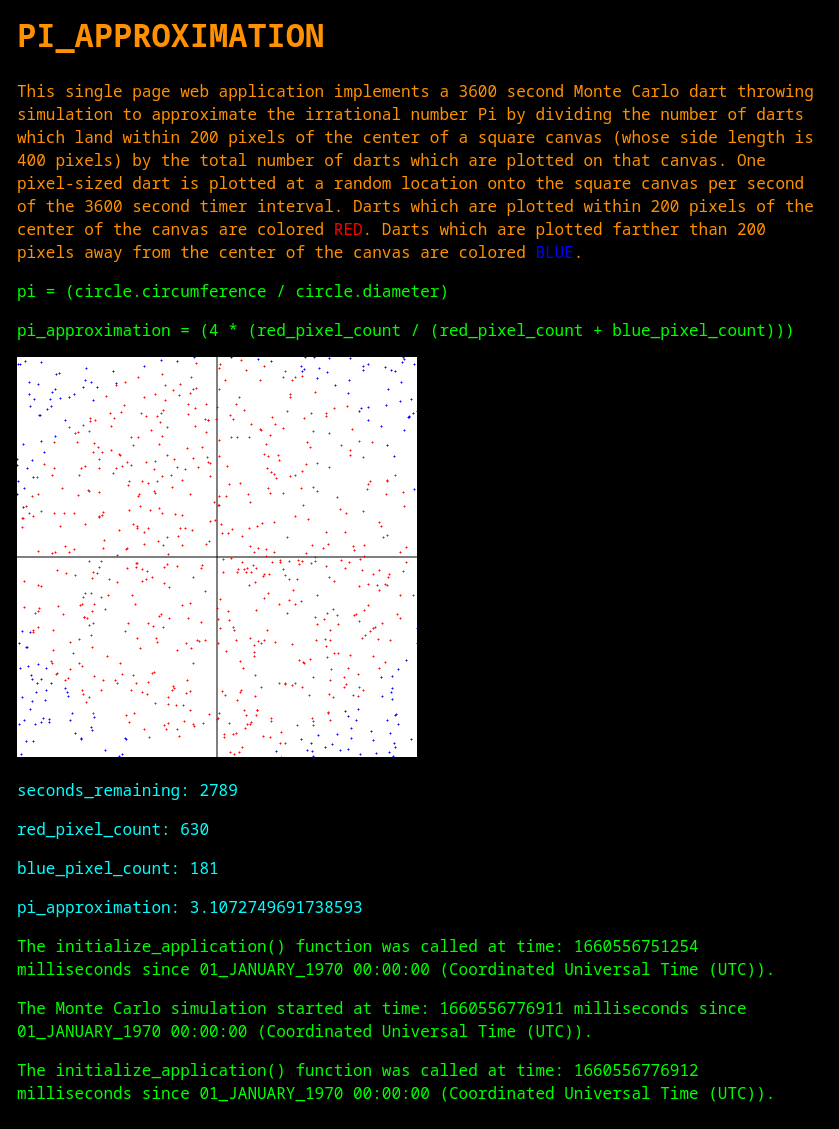 PI_APPROXIMATION
This single page web application implements a 3600 second Monte Carlo dart throwing
simulation to approximate the irrational number Pi by dividing the number of darts
which land within 200 pixels of the center of a square canvas (whose side length is
400 pixels) by the total number of darts which are plotted on that canvas. One
pixel-sized dart is plotted at a random location onto the square canvas per second
of the 3600 second timer interval. Darts which are plotted within 200 pixels of the
center of the canvas are colored RED. Darts which are plotted farther than 200
pixels away from the center of the canvas are colored BLUE.
pi = (circle.circumference / circle.diameter)
pi_approximation = (4 * (red_pixel_count / (red_pixel_count + blue_pixel_count)))
seconds_remaining: 2789
red_pixel_count: 630
blue_pixel_count: 181
pi_approximation: 3.1072749691738593
The initialize_application() function was called at time: 1660556751254
milliseconds since 01_JANUARY_1970 00:00:00 (Coordinated Universal Time (UTC)).
The Monte Carlo simulation started at time: 1660556776911 milliseconds since
01_JANUARY_1970 00:00:00 (Coordinated Universal Time (UTC)).
The initialize_application() function was called at time: 1660556776912
milliseconds since 01_JANUARY_1970 00:00:00 (Coordinated Universal Time (UTC)).